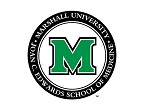 MARSHALL UNIVERSITY
M
JOAN C. EDWARDS SCHOOL OF MEDICINE